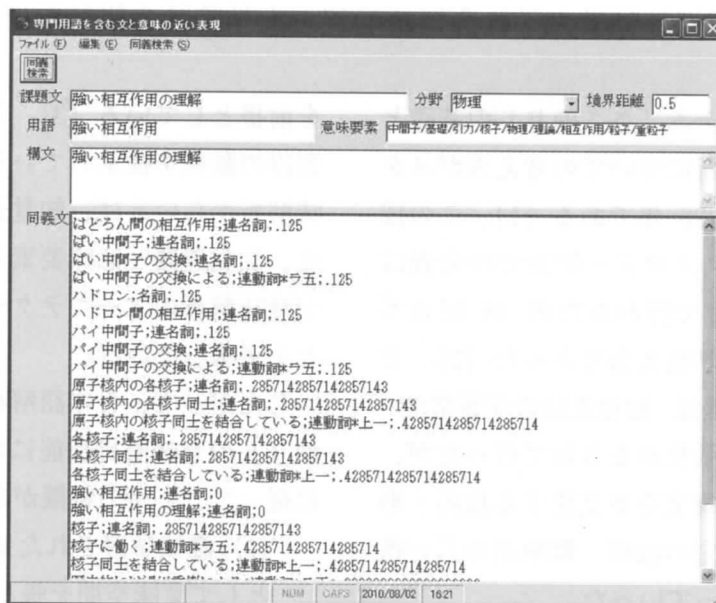 専門用語を含む文と意味の近い表現
ファイル(F) 編集(E) 同義検索(S)
同義
検索
課題文 強い相互作用の理解 分野 物理 境界距離 0.5
用語 強い相互作用 意味要素 中間子/基礎/引力/核子/物理/理論/相互作用/粒子/重粒子
構文 強い相互作用の理解
同義文
はどろん間の相互作用;連名詞;.125
ぱい中間子;連名詞;.125
ぱい中間子の交換;連名詞;.125
ぱい中間子の交換による;連動詞*ラ五;.125
ハドロン;名詞;.125
ハドロン間の相互作用;連名詞;.125
パイ中間子;連名詞;.125
パイ中間子の交換;連名詞;.125
パイ中間子の交換による;連動詞*ラ五;.125
原子核内の各核子;連名詞;.2857142857142857143
原子核内の各核子同士;連名詞;.2857142857142857143
原子核内の核子同士を結合している;連動詞*上一;.428571428571428571
各核子;連名詞;.2857142857142857143
各核子同士;連名詞;.2857142857142857143
各核子同士を結合している;連動詞*上一;.4285714285714285714
強い相互作用;連名詞;0
強い相互作用の理解;連名詞;0
核子;連名詞;.2857142857142857143
核子に働く;連動詞*ラ五;.4285714285714285714
核子同士を結合している;連動詞*上一;.4285714285714285714
NUM CAPS 2010/08/02 16:21